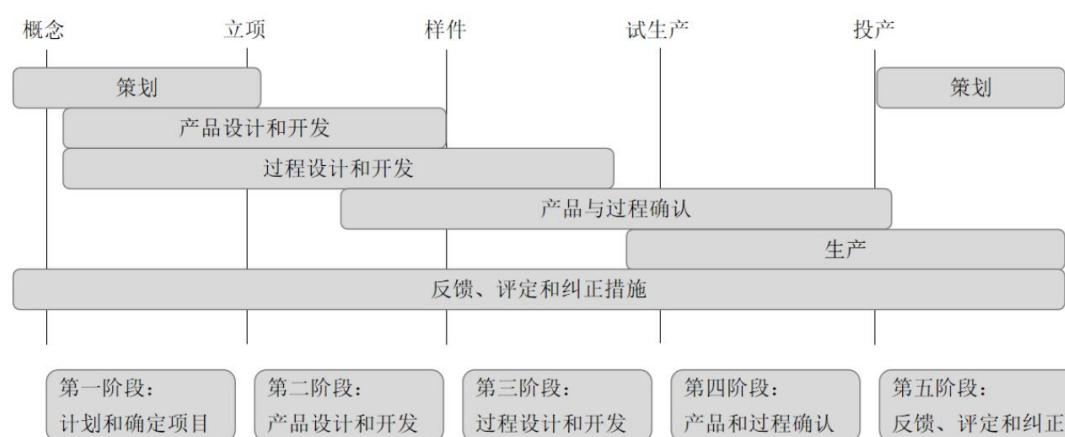 概念 立项 样件 试生产 投产
策划 策划
产品设计和开发
过程设计和开发
产品与过程确认
生产
反馈、评定和纠正措施
第一阶段：
计划和确定项目
第二阶段：
产品设计和开发
第三阶段：
过程设计和开发
第四阶段：
产品和过程确认
第五阶段：
反馈、评定和纠正